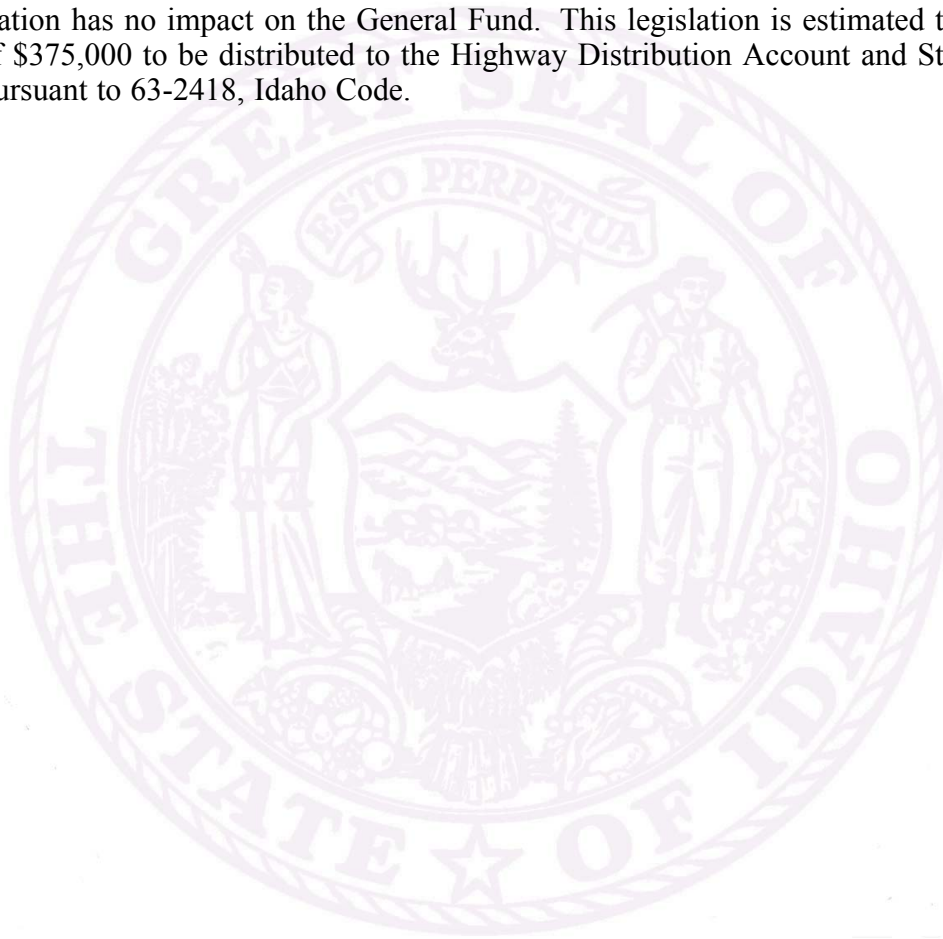 ation has no impact on the General Fund. This legislation is estimated t
f $375,000 to be distributed to the Highway Distribution Account and St
ursuant to 63-2418, Idaho Code.
GREAT SEAL OF
ESTO PERPETUA
THE STATE OF IDAHO